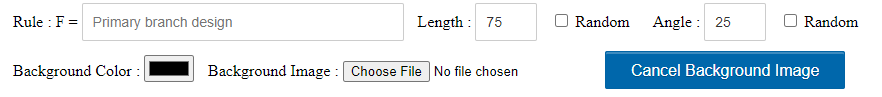 Rule : F = Primary branch design Length : 75 Random Angle : 25 Random
Background Color : Background Image : Choose File No file chosen Cancel Background Image